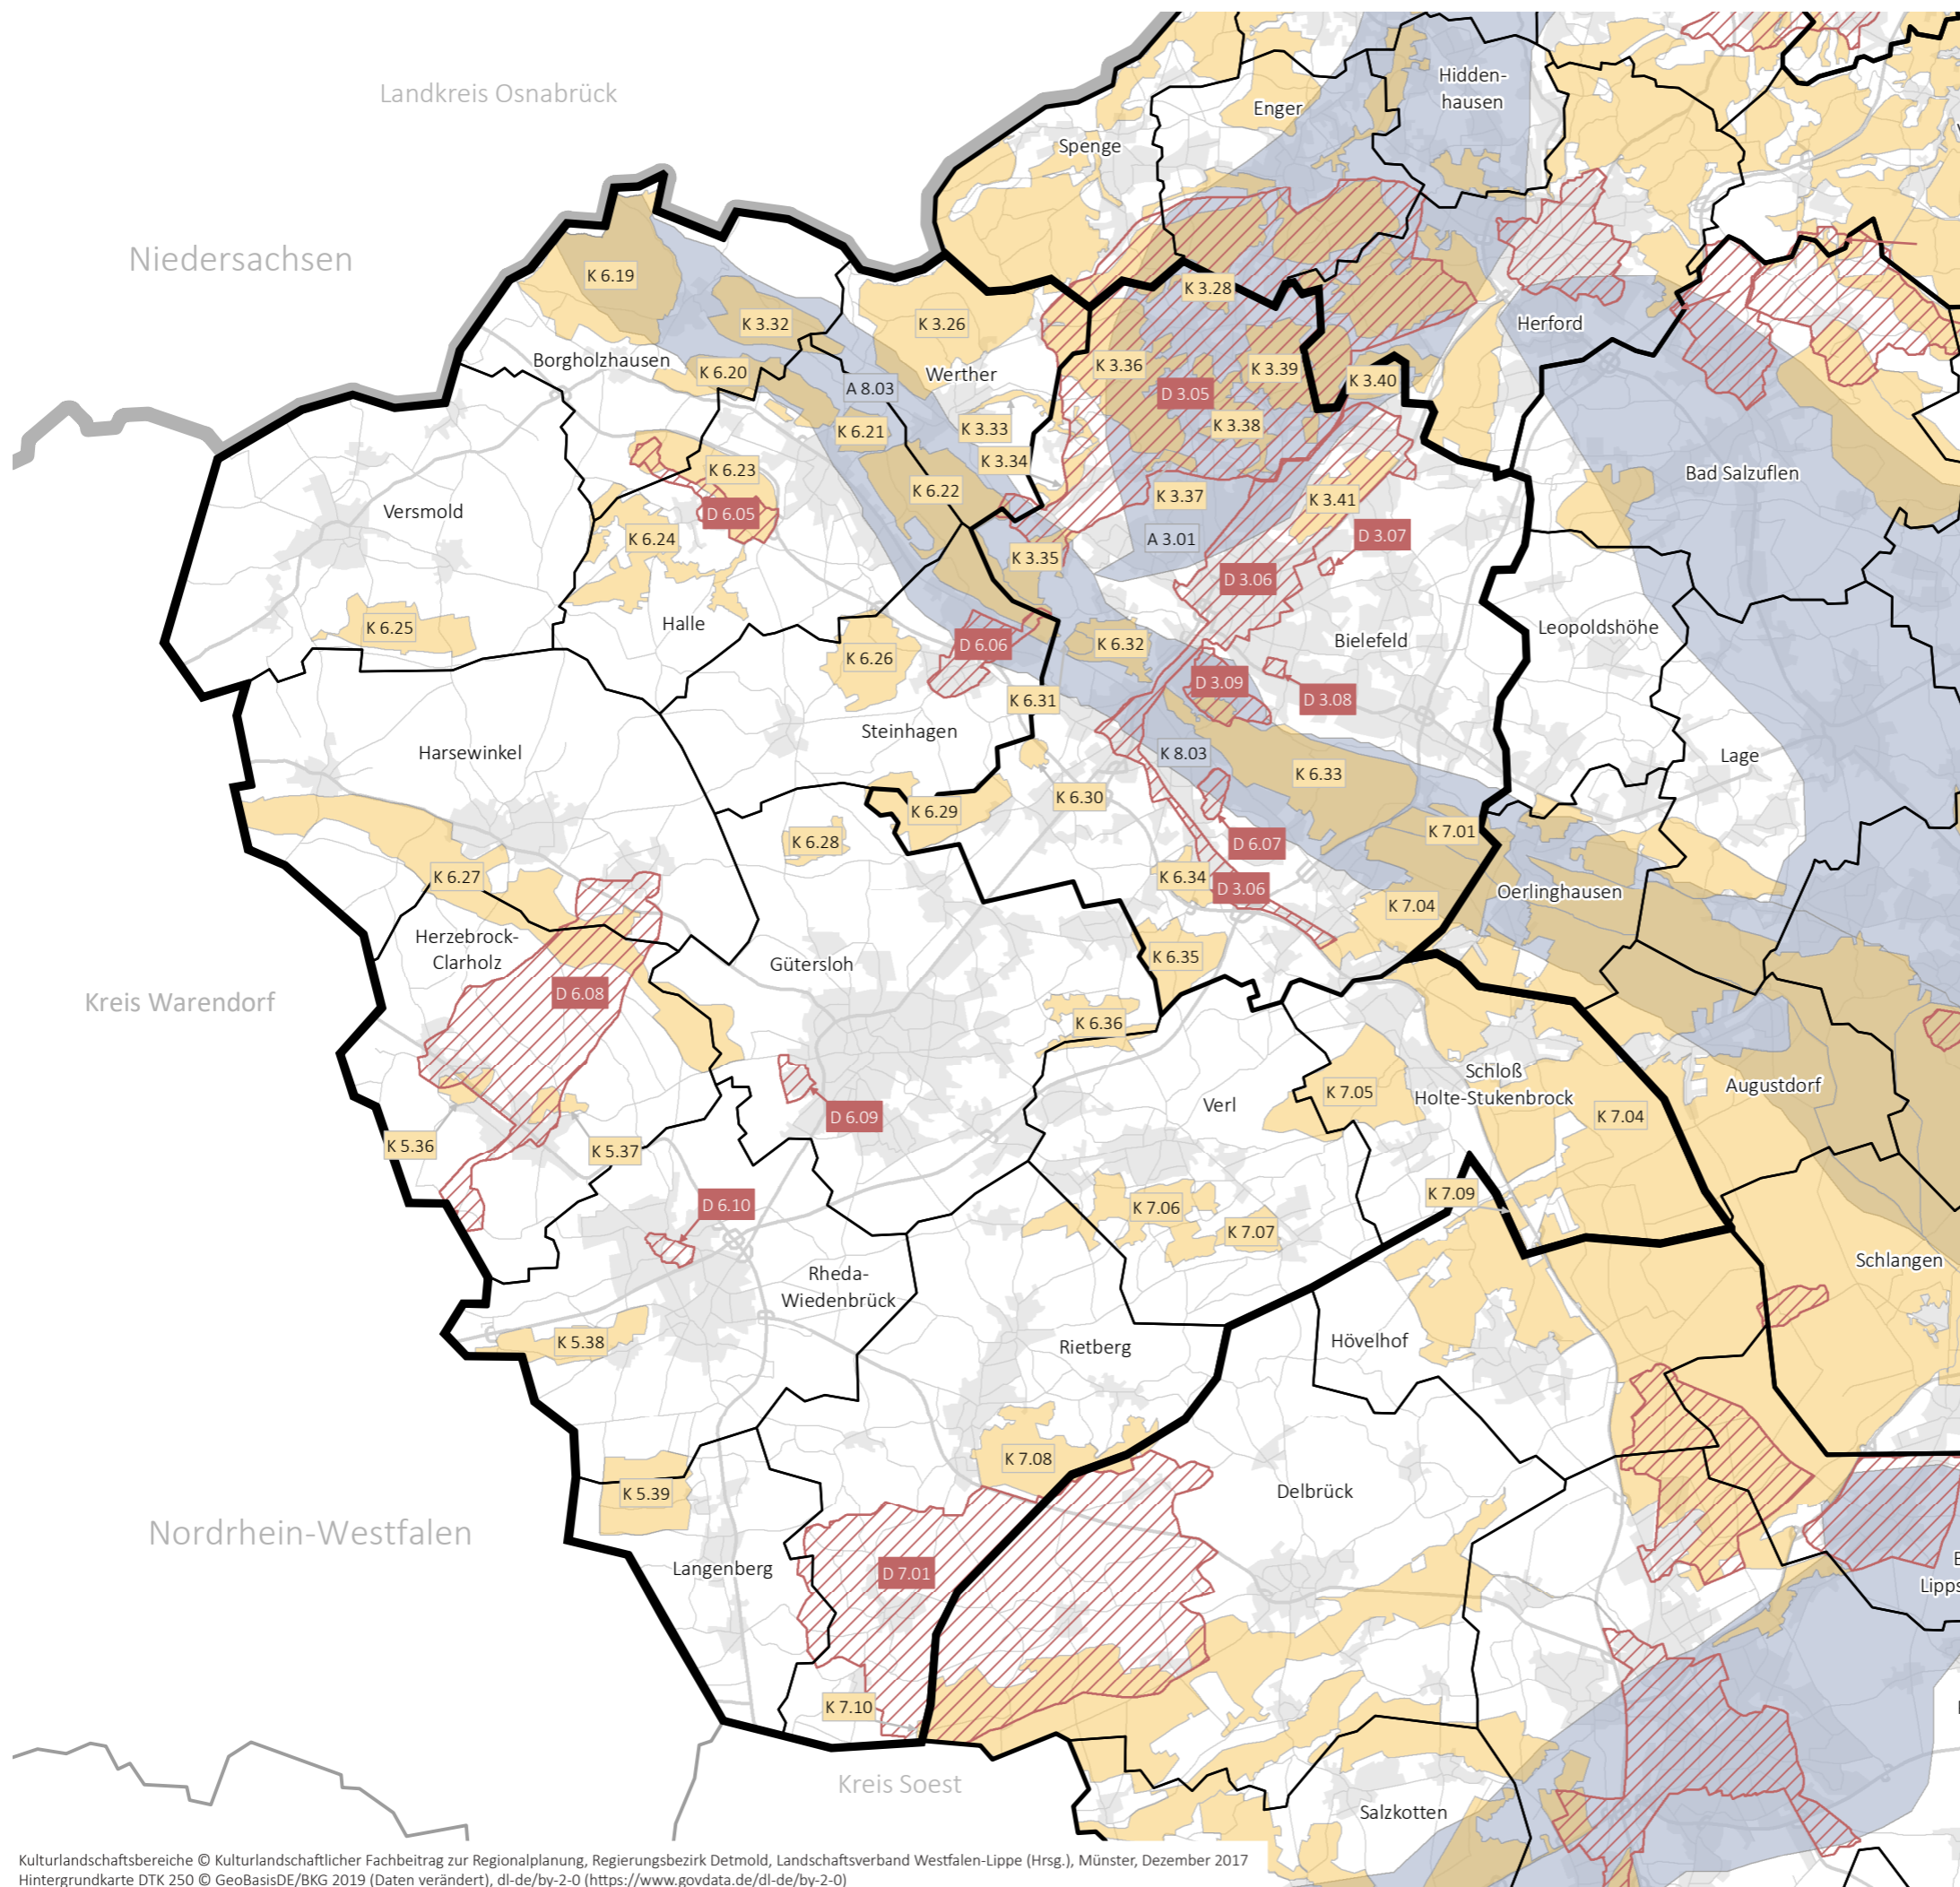 Landkreis Osnabrück
Hidden-
hausen
Enger
Spenge
Niedersachsen
K 6.19
K 3.28
K 3.32
K 3.26
Herford
Borgholzhausen
K 6.20
Werther
K 3.36
K 3.39
K 3.40
A 8.03
D 3.05
K 6.21
K 3.33
K 3.38
K 3.34
K 6.23
Bad Salzuflen
K 6.22
K 3.37
K 3.41
Versmold
D 6.05
K 6.24
A 3.01
D 3.07
K 3.35
D 3.06
K 6.25
Halle
Leopoldshöhe
D 6.06
K 6.32
Bielefeld
K 6.26
D 3.09
K 6.31
D 3.08
Steinhagen
Harsewinkel
K 8.03
Lage
K 6.33
K 6.30
K 6.29
K 6.28
K 7.01
D 6.07
K 6.27
K 6.34
D 3.06
Oerlinghausen
K 7.04
Herzebrock-
Clarholz
Gütersloh
K 6.35
D 6.08
Kreis Warendorf
K 6.36
Schloß
Holte-Stukenbrock
Augustdorf
K 7.05
Verl
D 6.09
K 7.04
K 5.36
K 5.37
K 7.09
D 6.10
K 7.06
K 7.07
Schlangen
Rheda-
Wiedenbrück
K 5.38
Rietberg
Hövelhof
K 7.08
K 5.39
Delbrück
Nordrhein-Westfalen
Langenberg
D 7.01
Lipps
K 7.10
Kreis Soest
Salzkotten
Kulturlandschaftsbereiche © Kulturlandschaftlicher Fachbeitrag zur Regionalplanung, Regierungsbezirk Detmold, Landschaftsverband Westfalen-Lippe (Hrsg.), Münster, Dezember 2017
Hintergrundkarte DTK 250 © GeoBasisDE/BKG 2019 (Daten verändert), dl-de/by-2-0 (https://www.govdata.de/dl-de/by-2-0)